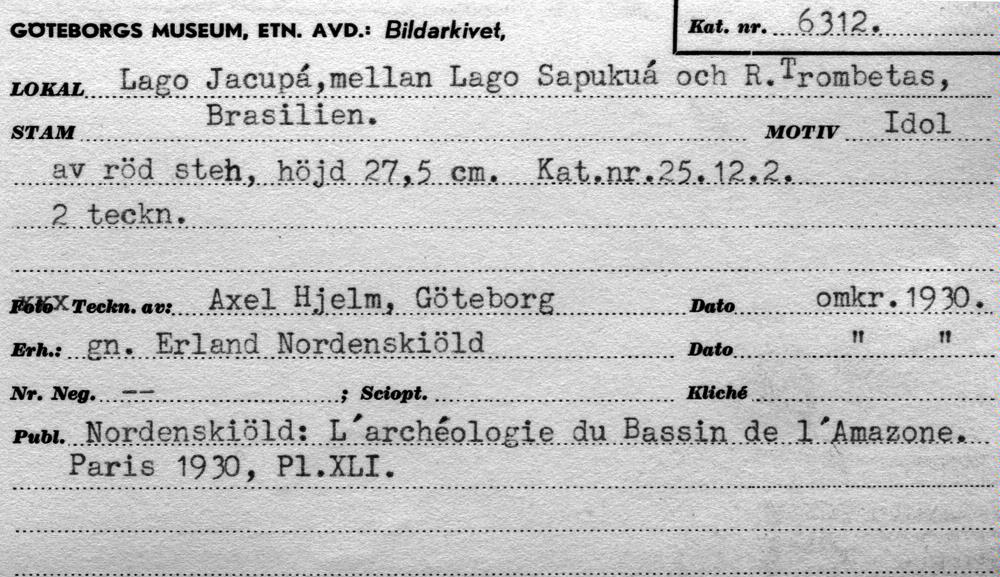 GÖTEBORGS MUSEUM, ETN. AVD.: Bildarkivet,
Kat. nr. 6312.
LOKAL Lago Jacupá, mellan Lago Sapukuá och R. Trombetas,
Brasilien.
STAM MOTIV Idol
av röd steh, höjd 27,5 cm. Kat.nr.25.12.2.
2 teckn.
Foto Teckn. av: Axel Hjelm, Göteborg Dato omkr. 1930.
Erh.: gn. Erland Nordenskiöld Dato " "
Nr. Neg. -- ; Sciopt. Kliché
Publ. Nordenskiöld: L´archéologie du Bassin de l´Amazone.
Paris 1930, Pl.XLI.